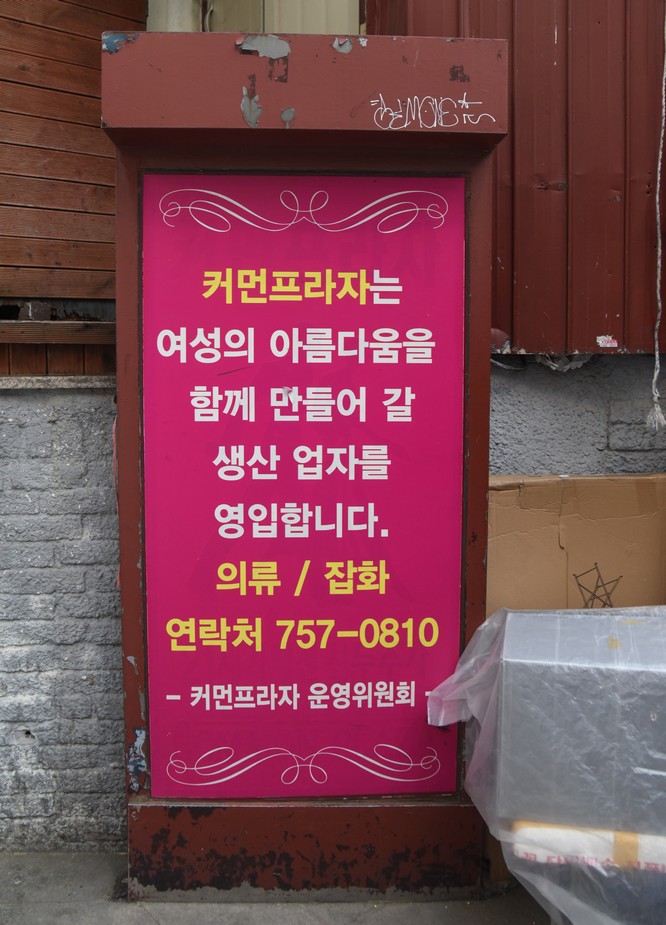 커먼프라자는
여성의 아름다움을
함께 만들어 갈
생산 업자를
영입합니다.
의류 / 잡화
연락처 757-0810
- 커먼프라자 운영위원회 -